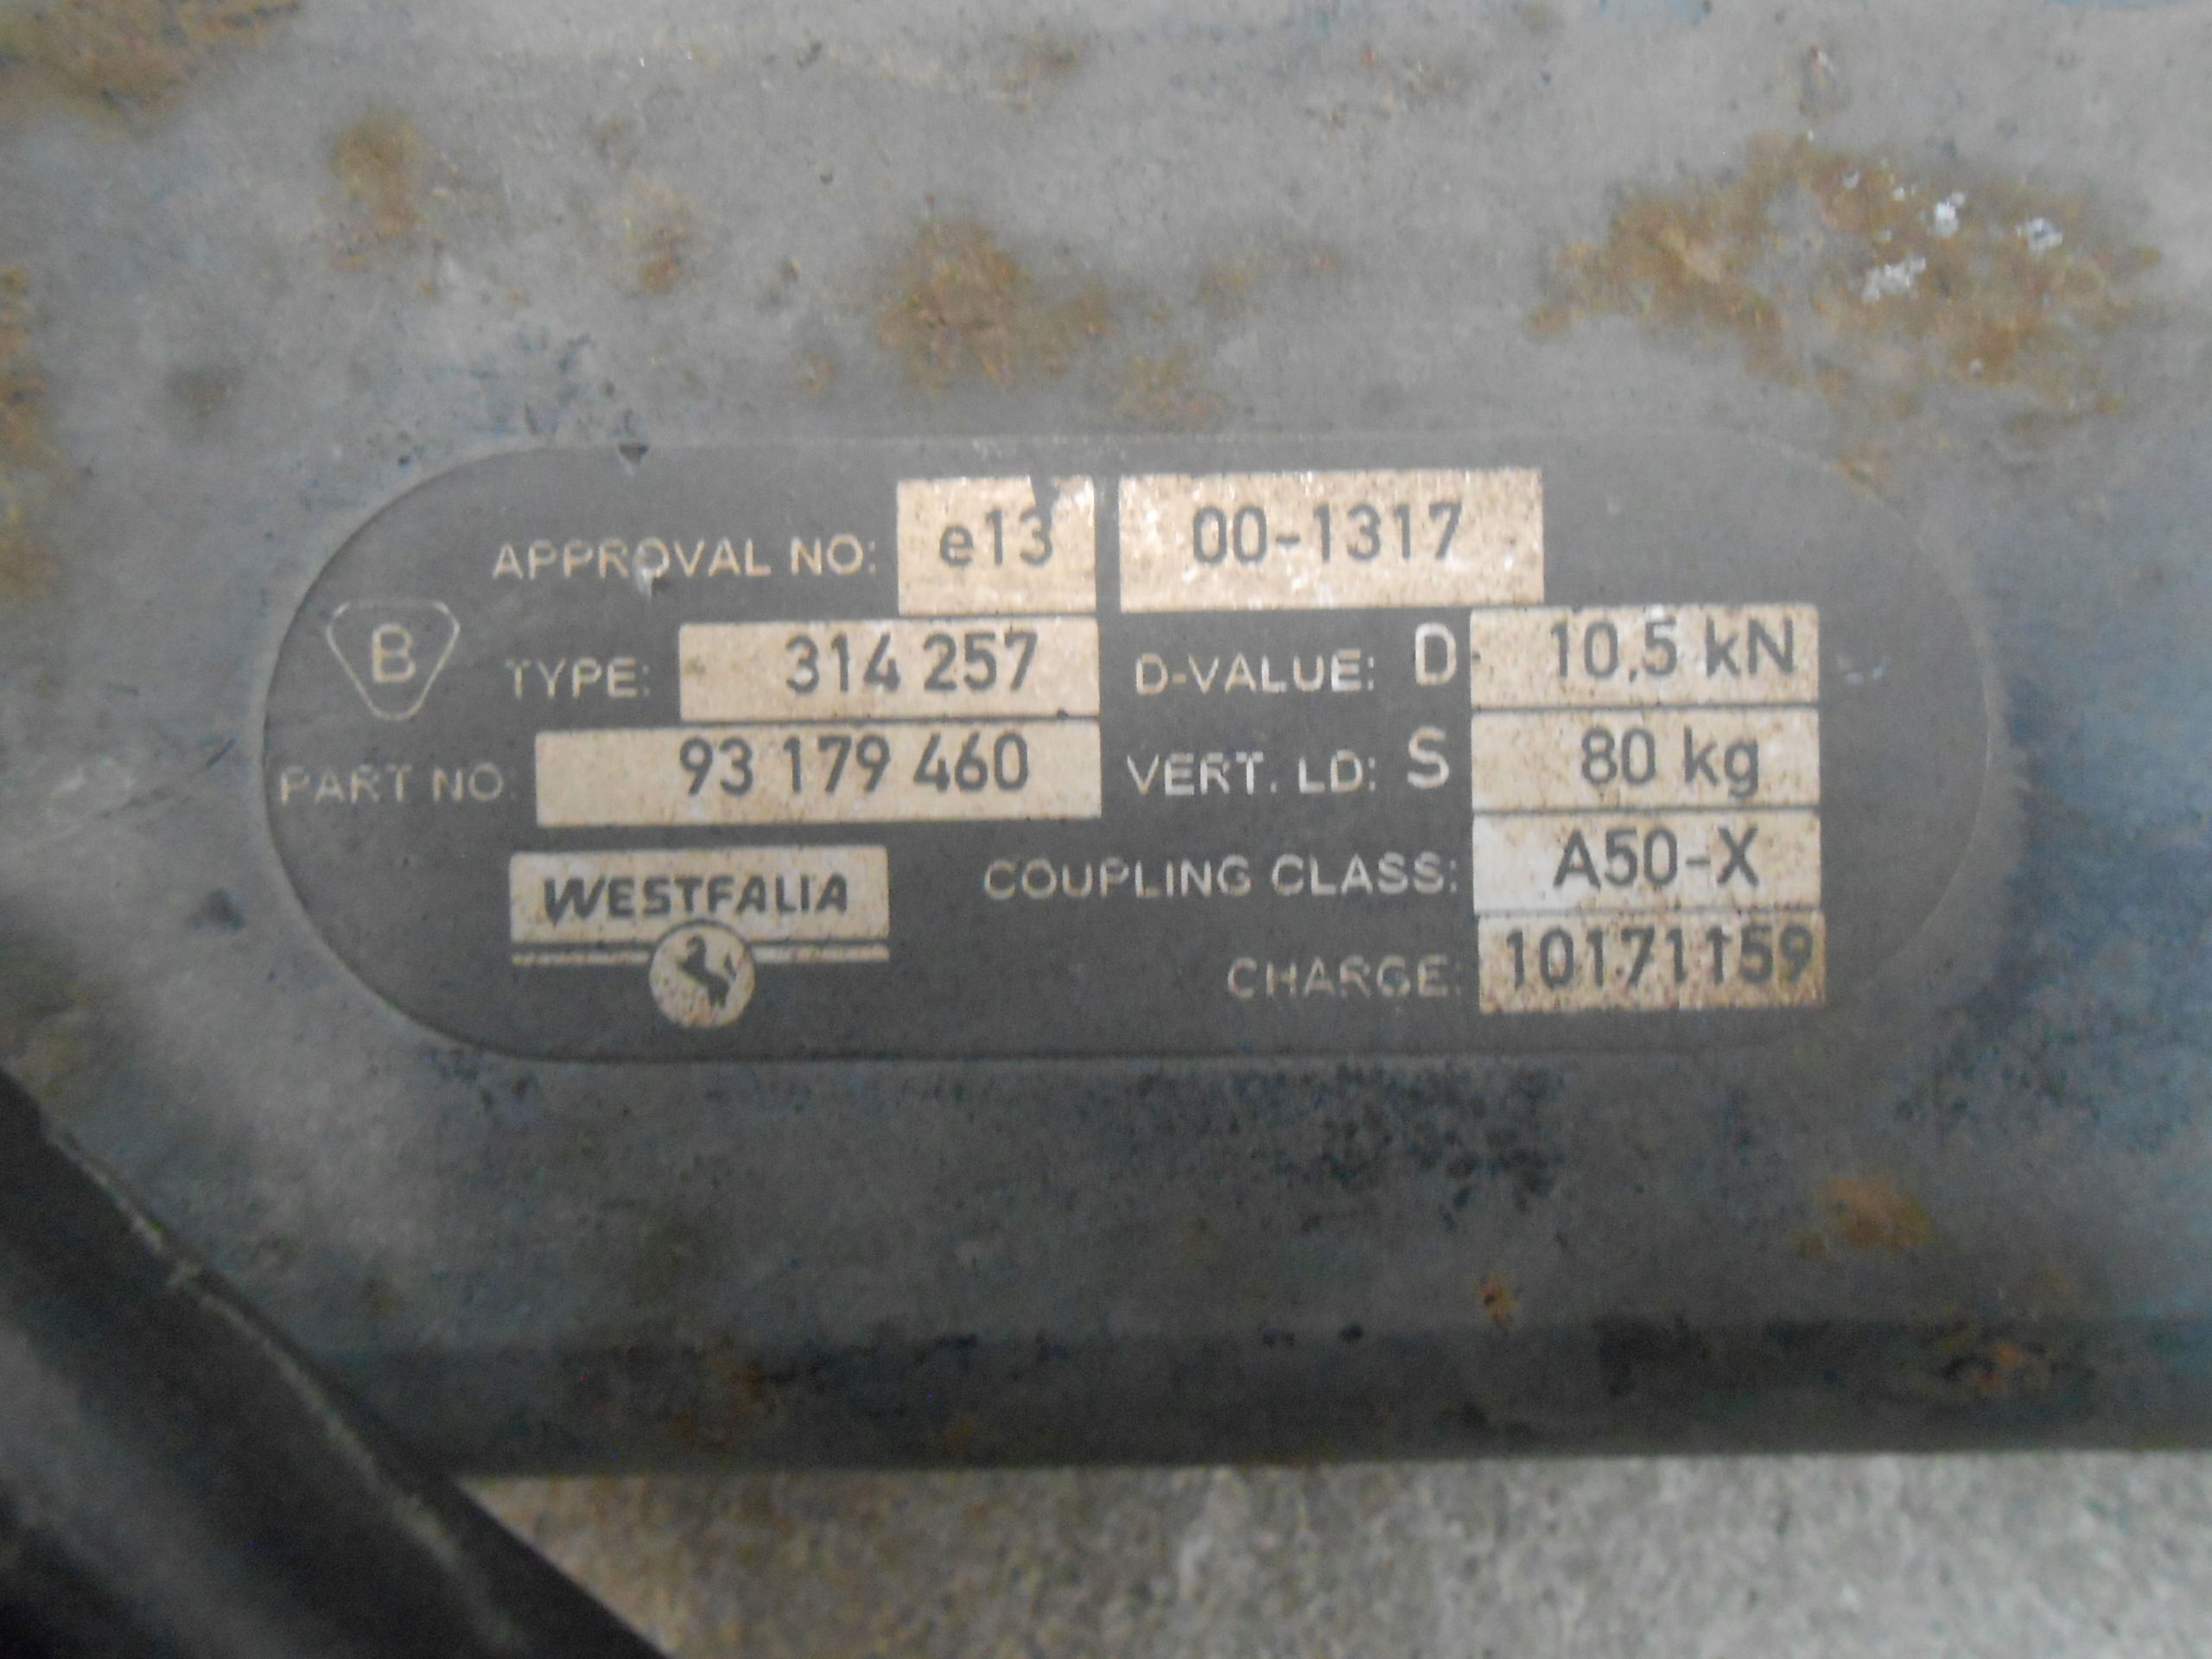 APPROVAL NO: e13 00-1317
B
TYPE: 314 257 D-VALUE: D 10,5 kN
PART NO. 93 179 460 VERT. LD: S 80 kg
WESTFALIA COUPLING CLASS: A50-X
CHARGE: 10171159